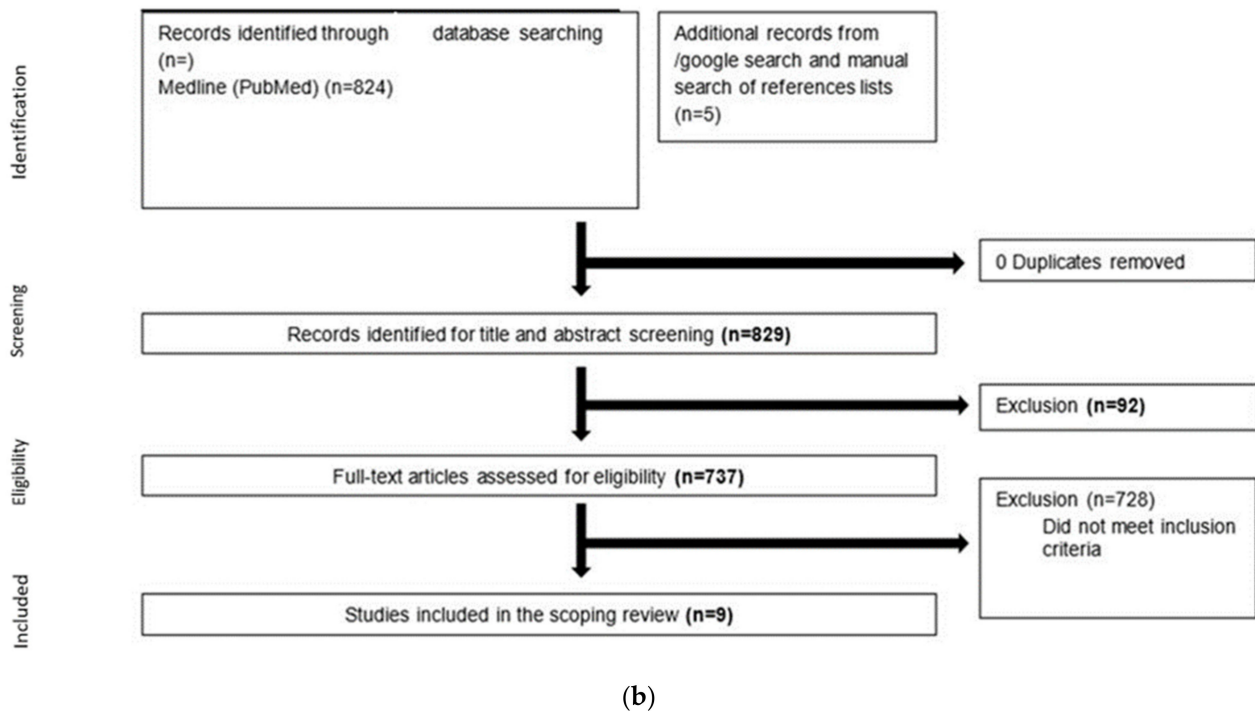 Identification
Records identified through database searching
(n=)
Medline (PubMed) (n=824)
Additional records from
/google search and manual
search of references lists
(n=5)
0 Duplicates removed
Screening
Records identified for title and abstract screening (n=829)
Exclusion (n=92)
Eligibility
Full-text articles assessed for eligibility (n=737)
Exclusion (n=728)
Did not meet inclusion
criteria
Included
Studies included in the scoping review (n=9)
(b)